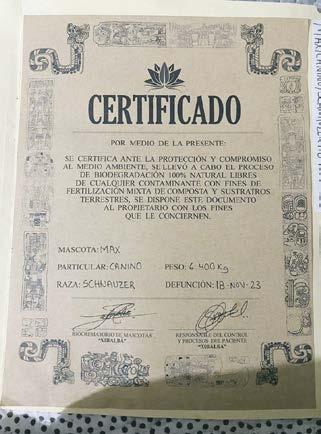 CERTIFICADO
POR MEDIO DE LA PRESENTE:
SE CERTIFICA ANTE LA PROTECCIÓN Y COMPROMISO
AL MEDIO AMBIENTE, SE LLEVÓ A CABO EL PROCESO
DE BIODEGRADACIÓN 100% NATURAL LIBRES
DE CUALQUIER CONTAMINANTE CON FINES DE
FERTILIZACIÓN MIXTA DE COMPOSTA Y SUSTRATROS
TERRESTRES, SE DISPONE ESTE DOCUMENTO
AL PROPIETARIO CON LOS FINES
QUE LE CONCIERNEN.
MASCOTA: MAX
PARTICULAR: CANINO PESO: 6.400 Kg
RAZA: SCHNAUZER DEFUNCIÓN: 18-NOV-23
BIOCREMATORIO DE MASCOTAS
"XIBALBÁ"
RESPONSABLE DEL CONTROL
Y PROCESOS DEL PACIENTE
"XIBALBÁ"